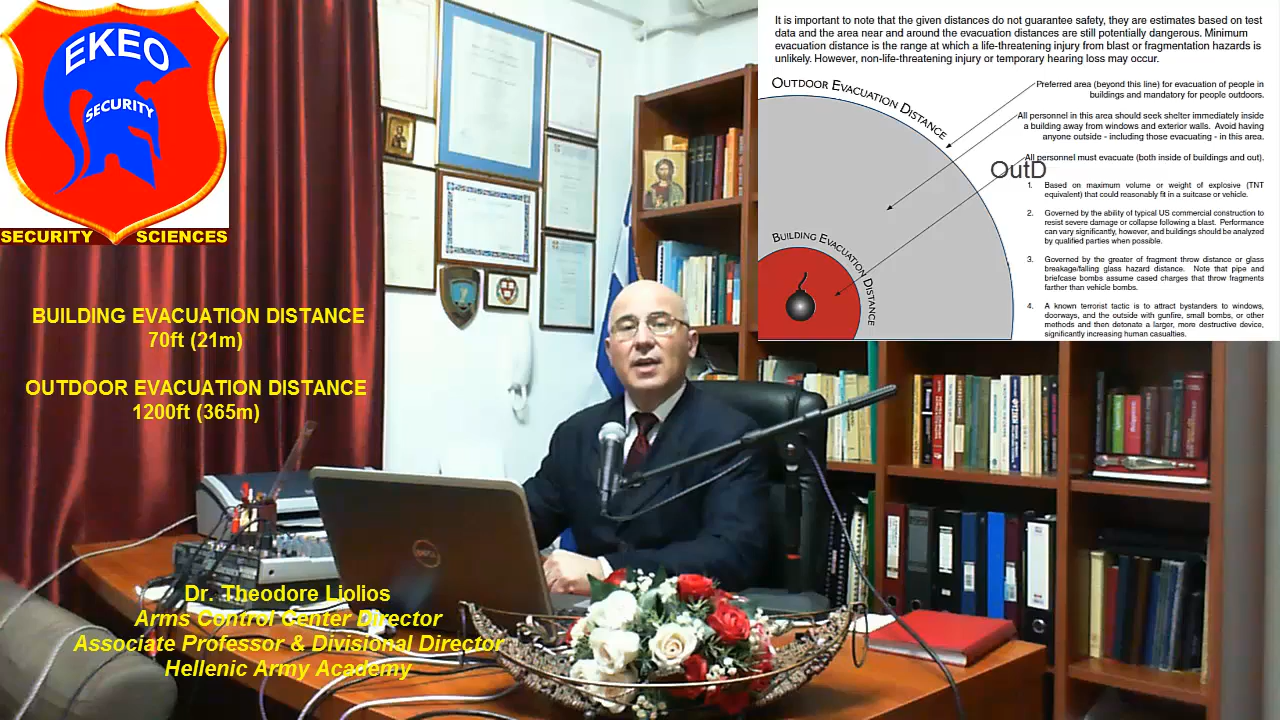 EKEO
SECURITY
SECURITY SCIENCES
BUILDING EVACUATION DISTANCE
70ft (21m)
OUTDOOR EVACUATION DISTANCE
1200ft (365m)
Dr. Theodore Liolios
Arms Control Center Director
Associate Professor & Divisional Director
Hellenic Army Academy
DELL
It is important to note that the given distances do not guarantee safety, they are estimates based on test
data and the area near and around the evacuation distances are still potentially dangerous. Minimum
evacuation distance is the range at which a life-threatening injury from blast or fragmentation hazards is
unlikely. However, non-life-threatening injury or temporary hearing loss may occur.
OUTDOOR EVACUATION DISTANCE
Preferred area (beyond this line) for evacuation of people in
buildings and mandatory for people outdoors.
All personnel in this area should seek shelter immediately inside
a building away from windows and exterior walls. Avoid having
anyone outside - including those evacuating - in this area.
All personnel must evacuate (both inside of buildings and out).
OutD
BUILDING EVACUATION DISTANCE
1. Based on maximum volume or weight of explosive (TNT
equivalent) that could reasonably fit in a suitcase or vehicle.
2. Governed by the ability of typical US commercial construction to
resist severe damage or collapse following a blast. Performance
can vary significantly, however, and buildings should be analyzed
by qualified parties when possible.
3. Governed by the greater of fragment throw distance or glass
breakage/falling glass hazard distance. Note that pipe and
briefcase bombs assume cased charges that throw fragments
farther than vehicle bombs.
4. A known terrorist tactic is to attract bystanders to windows,
doorways, and the outside with gunfire, small bombs, or other
methods and then detonate a larger, more destructive device,
significantly increasing human casualties.